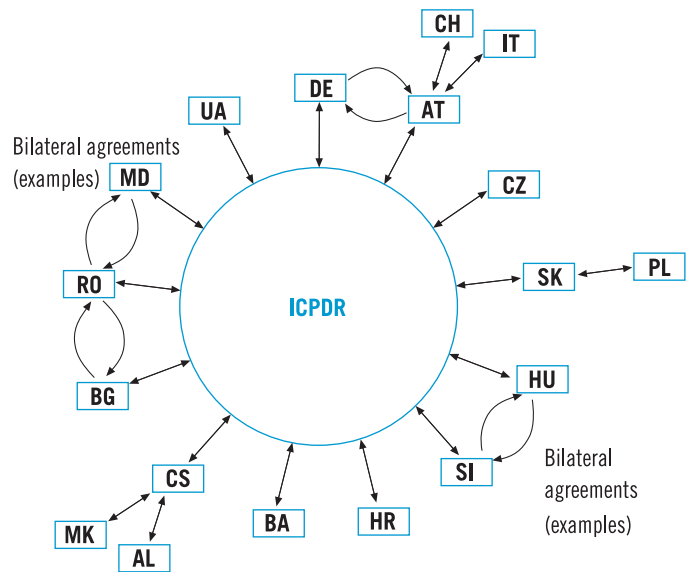 CH
IT
DE
AT
UA
Bilateral agreements
(examples)
MD
CZ
RO
SK
PL
ICPDR
BG
HU
SI
Bilateral
agreements
(examples)
CS
MK
AL
BA
HR